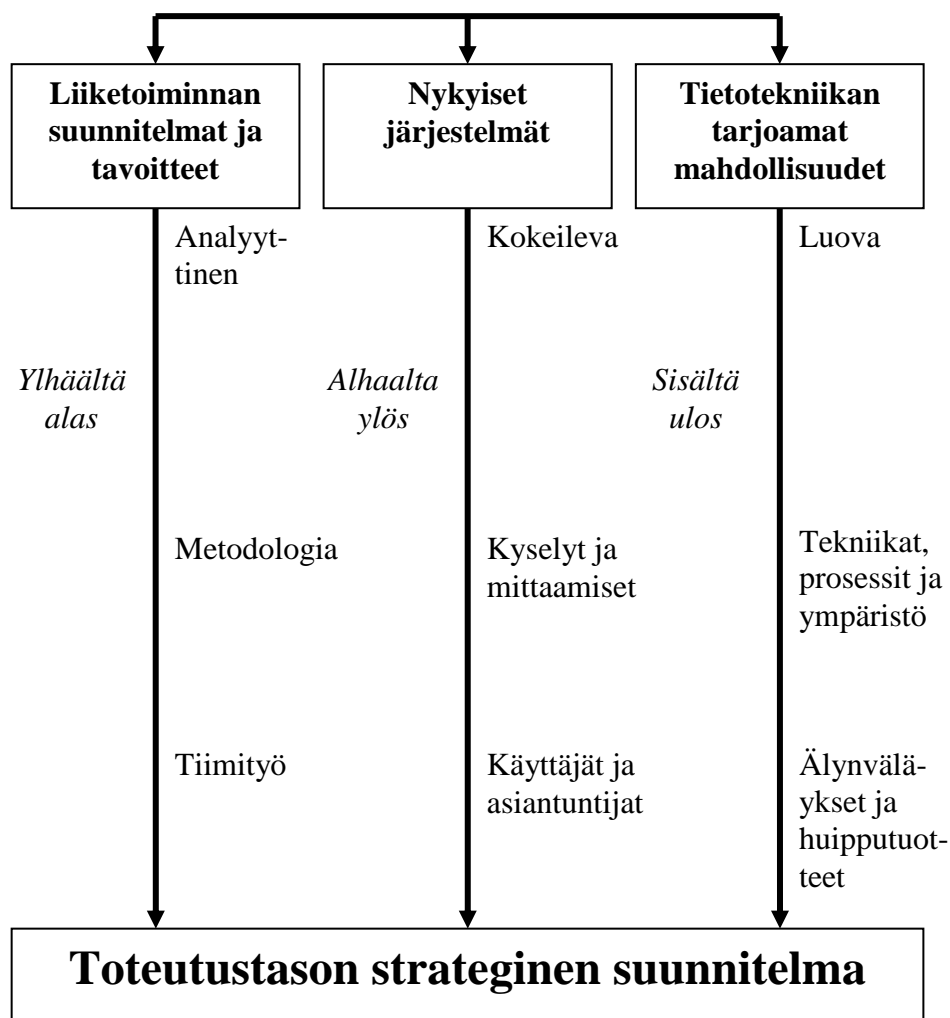 Liiketoiminnan
suunnitelmat ja
tavoitteet
Nykyiset
järjestelmät
Tietotekniikan
tarjoamat
mahdollisuudet
Analyyt-
tinen
Kokeileva
Luova
Ylhäältä
alas
Alhaalta
ylös
Sisältä
ulos
Metodologia
Kyselyt ja
mittaamiset
Tekniikat,
prosessit ja
ympäristö
Tiimityö
Käyttäjät ja
asiantuntijat
Älynvälä-
ykset ja
huipputuot-
teet
Toteutustason strateginen suunnitelma